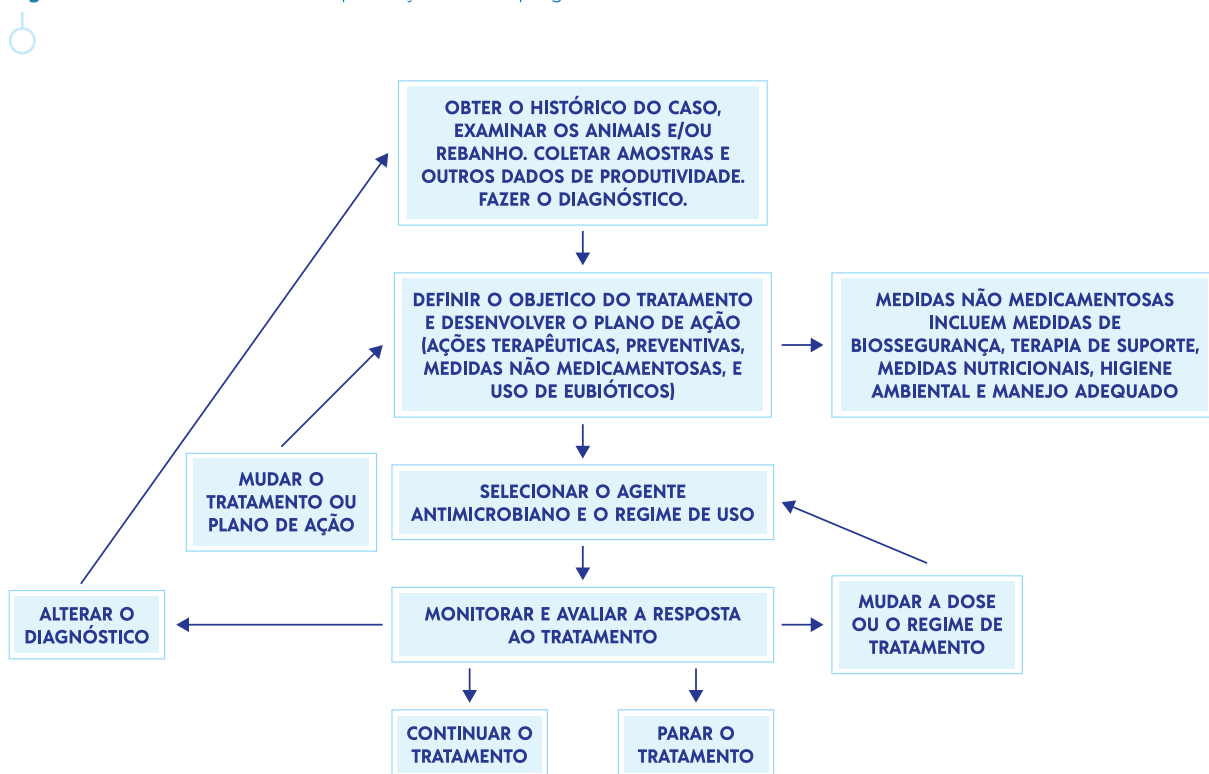 OBTER O HISTÓRICO DO CASO,
EXAMINAR OS ANIMAIS E/OU
REBANHO. COLETAR AMOSTRAS E
OUTROS DADOS DE PRODUTIVIDADE.
FAZER O DIAGNÓSTICO.
DEFINIR O OBJETICO DO TRATAMENTO
E DESENVOLVER O PLANO DE AÇÃO
(AÇÕES TERAPÊUTICAS, PREVENTIVAS,
MEDIDAS NÃO MEDICAMENTOSAS, E
USO DE EUBIÓTICOS)
MEDIDAS NÃO MEDICAMENTOSAS
INCLUEM MEDIDAS DE
BIOSSEGURANÇA, TERAPIA DE SUPORTE,
MEDIDAS NUTRICIONAIS, HIGIENE
AMBIENTAL E MANEJO ADEQUADO
MUDAR O
TRATAMENTO OU
PLANO DE AÇÃO
SELECIONAR O AGENTE
ANTIMICROBIANO E O REGIME DE USO
ALTERAR O
DIAGNÓSTICO
MONITORAR E AVALIAR A RESPOSTA
AO TRATAMENTO
MUDAR A DOSE
OU O REGIME DE
TRATAMENTO
CONTINUAR O
TRATAMENTO
PARAR O
TRATAMENTO